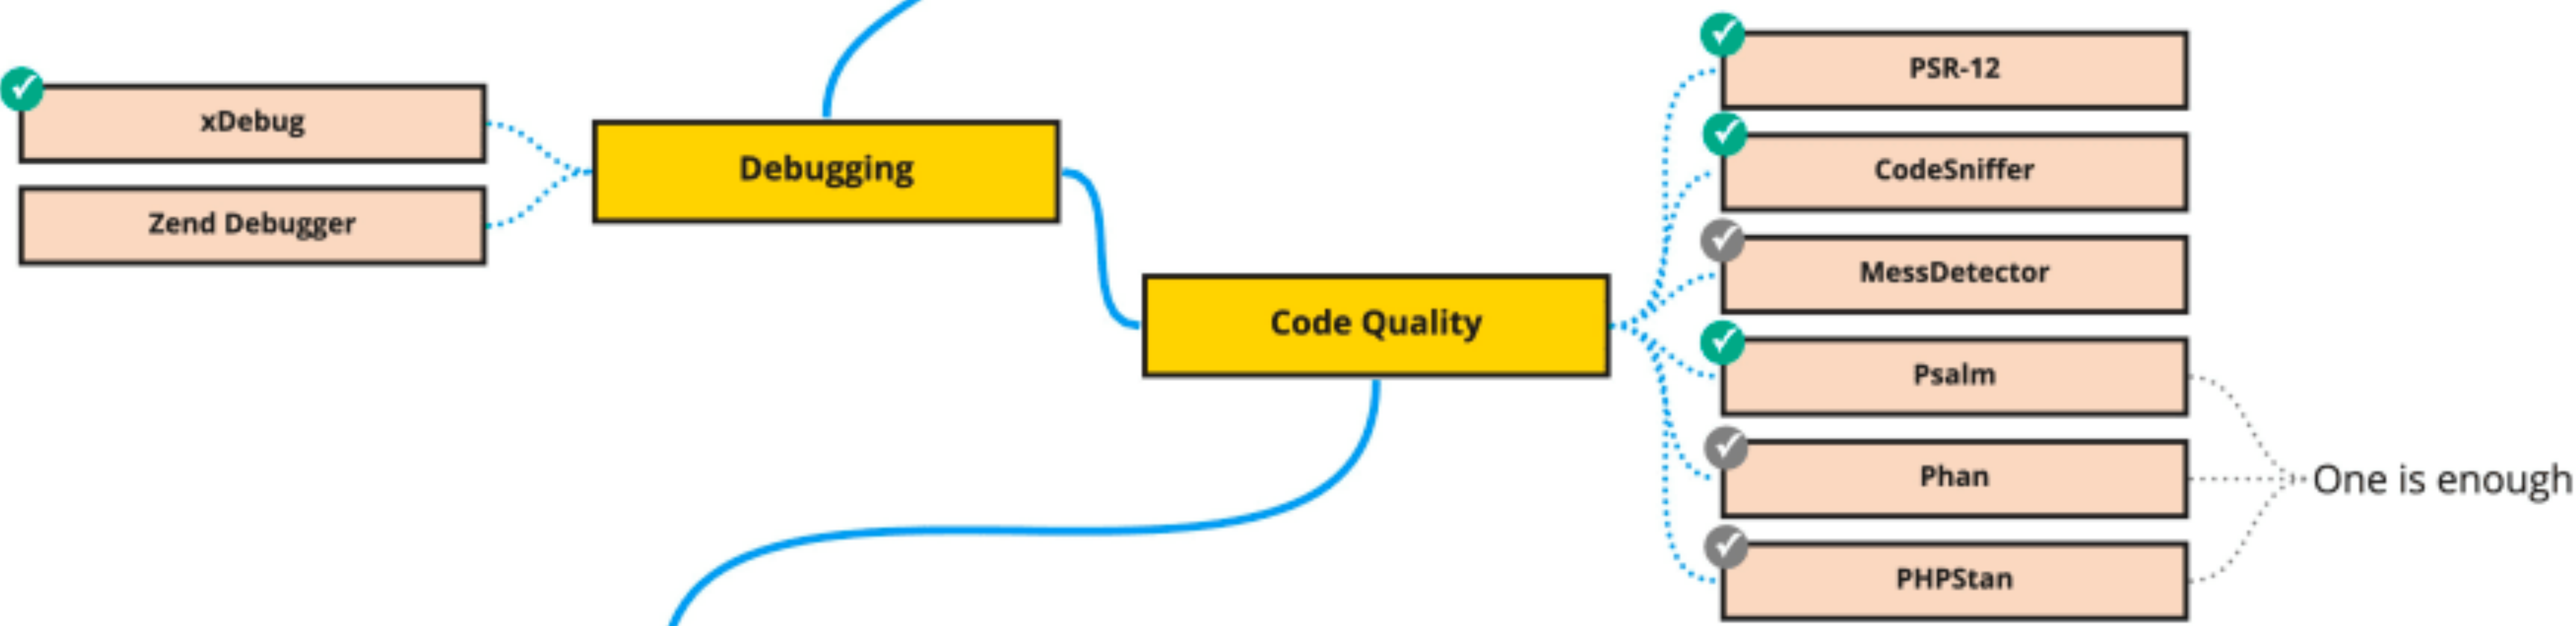 xDebug
Zend Debugger
Debugging
Code Quality
PSR-12
CodeSniffer
MessDetector
Psalm
Phan
PHPStan
One is enough